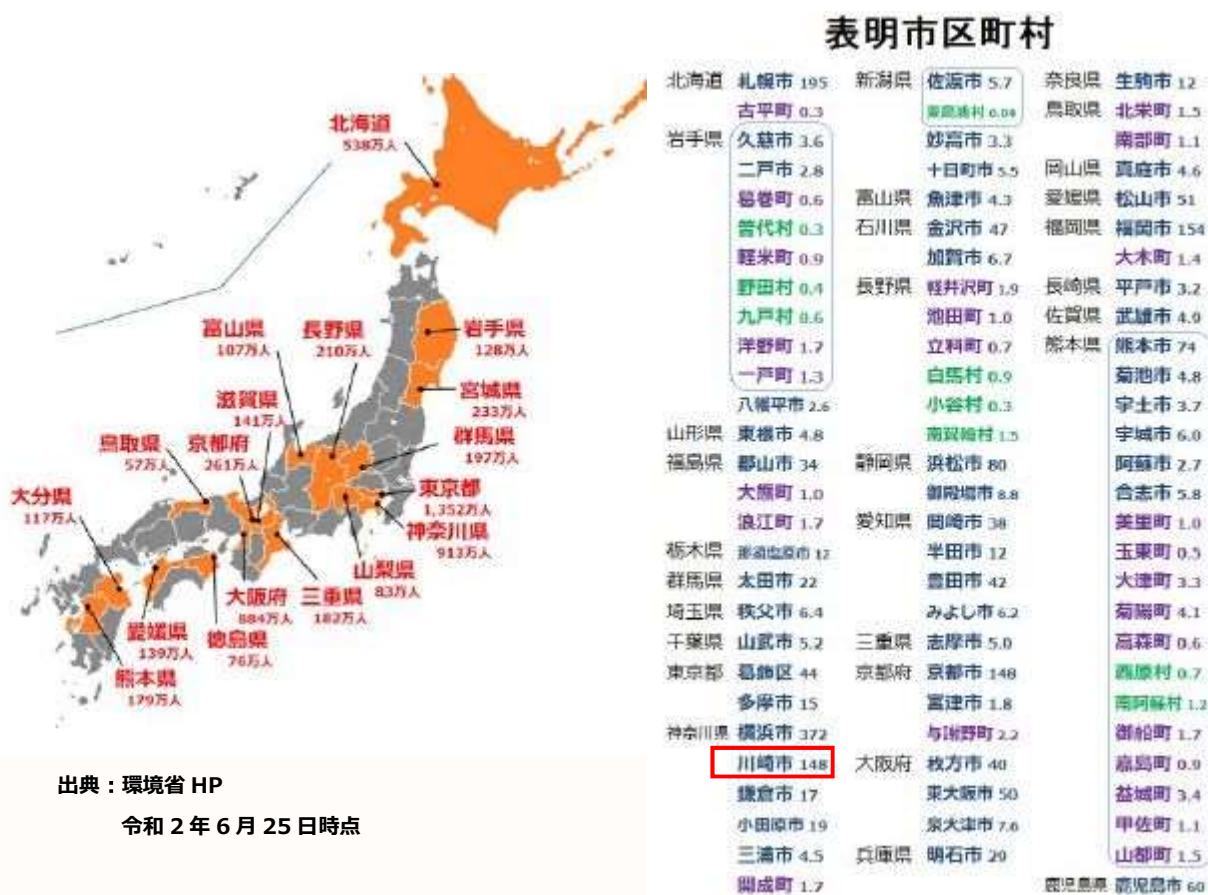 表明市区町村
北海道
538万人
富山県
107万人
長野県
210万人
岩手県
128万人
宮城県
233万人
滋賀県
141万人
群馬県
197万人
鳥取県
57万人
京都府
261万人
東京都
1,352万人
大分県
117万人
神奈川県
913万人
山梨県
83万人
大阪府
884万人
三重県
182万人
愛媛県
139万人
徳島県
76万人
熊本県
179万人
出典：環境省 HP
令和 2 年 6 月 25 日時点
北海道 札幌市 195
古平町 0.3
岩手県 久慈市 3.6
二戸市 2.8
葛巻町 0.6
普代村 0.3
軽米町 0.9
野田村 0.4
九戸村 0.6
洋野町 1.7
一戸町 1.3
八幡平市 2.6
山形県 東根市 4.8
福島県 郡山市 34
大熊町 1.0
浪江町 1.7
栃木県 那須塩原市 12
群馬県 太田市 22
埼玉県 秩父市 6.4
千葉県 山武市 5.2
東京都 葛飾区 44
多摩市 15
神奈川県 横浜市 372
川崎市 148
鎌倉市 17
小田原市 19
三浦市 4.5
開成町 1.7
新潟県 佐渡市 5.7
粟島浦村 0.04
妙高市 3.3
十日町市 5.5
富山県 魚津市 4.3
石川県 金沢市 47
加賀市 6.7
長野県 軽井沢町 1.9
池田町 1.0
立科町 0.7
白馬村 0.9
小谷村 0.3
南箕輪村 1.5
静岡県 浜松市 80
御殿場市 8.8
愛知県 岡崎市 38
半田市 12
豊田市 42
みよし市 6.2
三重県 志摩市 5.0
京都府 京都市 148
宮津市 1.8
与謝野町 2.2
大阪府 枚方市 40
東大阪市 50
泉大津市 7.6
兵庫県 明石市 29
奈良県 生駒市 12
鳥取県 北栄町 1.5
南部町 1.1
岡山県 真庭市 4.6
愛媛県 松山市 51
福岡県 福岡市 154
大木町 1.4
長崎県 平戸市 3.2
佐賀県 武雄市 4.9
熊本県 熊本市 74
菊池市 4.8
宇土市 3.7
宇城市 6.0
阿蘇市 2.7
合志市 5.8
美里町 1.0
玉東町 0.5
大津町 3.3
菊陽町 4.1
高森町 0.6
西原村 0.7
南阿蘇村 1.2
御船町 1.7
嘉島町 0.9
益城町 3.4
甲佐町 1.1
山都町 1.5
鹿児島県 鹿児島市 60